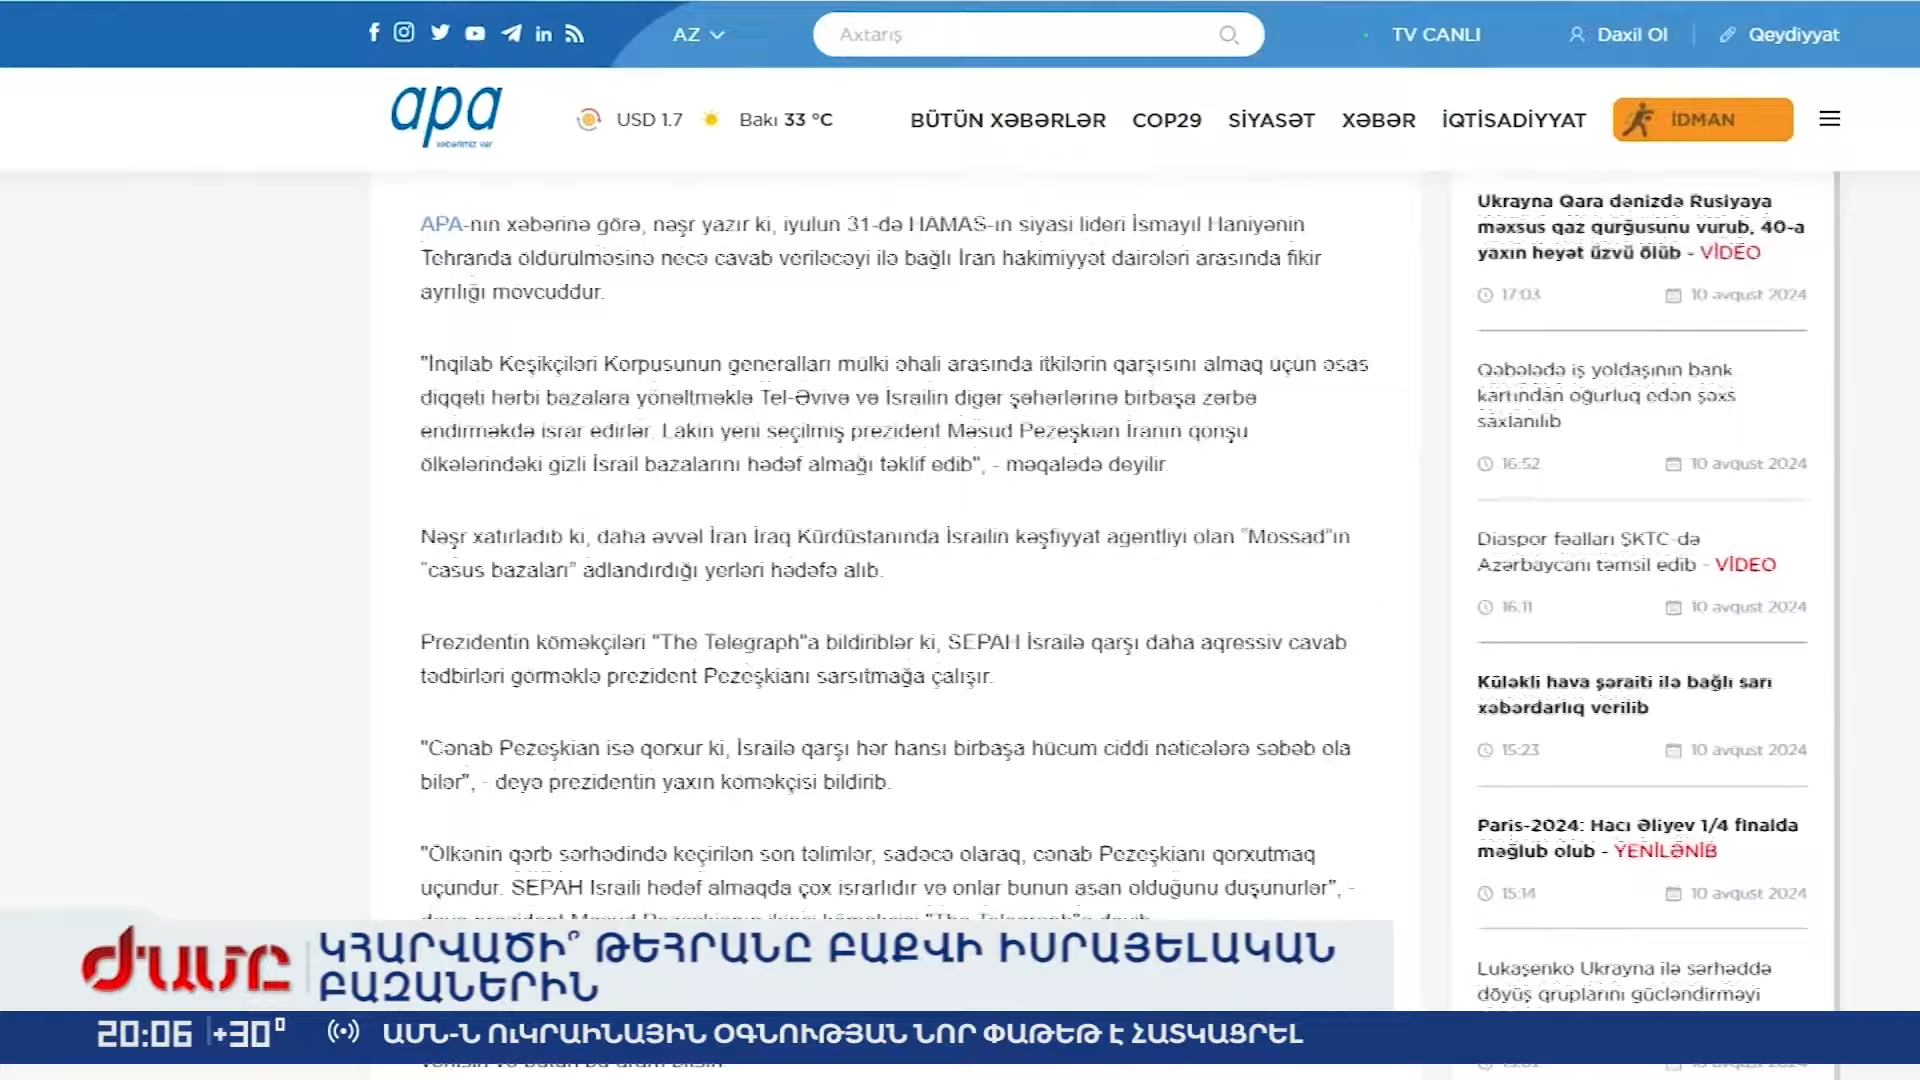 AZ
Axtarış
TV CANLI
Daxil Ol
Qeydiyyat
apa
xəbərimiz var
USD 1.7
Bakı 33 °C
BÜTÜN XƏBƏRLƏR
COP29
SİYASƏT
XƏBƏR
İQTİSADİYYAT
İDMAN
APA-nın xəbərinə görə, nəşr yazır ki, iyulun 31-də HAMAS-ın siyasi lideri İsmayıl Haniyənin
Tehranda öldürülməsinə necə cavab veriləcəyi ilə bağlı İran hakimiyyət dairələri arasında fikir
ayrılığı mövcuddur.
"İnqilab Keşikçiləri Korpusunun generalları mülki əhali arasında itkilərin qarşısını almaq üçün əsas
diqqəti hərbi bazalara yönəltməklə Tel-Əvivə və İsrailin digər şəhərlərinə birbaşa zərbə
endirməkdə israr edirlər. Lakin yeni seçilmiş prezident Məsud Pezeşkian İranın qonşu
ölkələrindəki gizli İsrail bazalarını hədəf almağı təklif edib", - məqalədə deyilir.
Nəşr xatırladıb ki, daha əvvəl İran İraq Kürdüstanında İsrailin kəşfiyyat agentliyi olan "Mossad"ın
"casus bazaları" adlandırdığı yerləri hədəfə alıb.
Prezidentin köməkçiləri "The Telegraph"a bildiriblər ki, SEPAH İsrailə qarşı daha aqressiv cavab
tədbirləri görməklə prezident Pezeşkianı sarsıtmağa çalışır.
"Cənab Pezeşkian isə qorxur ki, İsrailə qarşı hər hansı birbaşa hücum ciddi nəticələrə səbəb ola
bilər", - deyə prezidentin yaxın köməkçisi bildirib.
"Ölkənin qərb sərhədində keçirilən son təlimlər, sadəcə olaraq, cənab Pezeşkianı qorxutmaq
üçündür. SEPAH İsraili hədəf almaqda çox israrlıdır və onlar bunun asan olduğunu düşünürlər", -
Ukrayna Qara dənizdə Rusiyaya
məxsus qaz qurğusunu vurub, 40-a
yaxın heyət üzvü ölüb - VİDEO
17:03
10 avqust 2024
Qəbələdə iş yoldaşının bank
kartından oğurluq edən şəxs
saxlanılıb
16:52
10 avqust 2024
Diaspor fəalları ŞKTC-də
Azərbaycanı təmsil edib - VİDEO
16:11
10 avqust 2024
Küləkli hava şəraiti ilə bağlı sarı
xəbərdarlıq verilib
15:23
10 avqust 2024
Paris-2024: Hacı Əliyev 1/4 finalda
məğlub olub - YENİLƏNİB
15:14
10 avqust 2024
Lukaşenko Ukrayna ilə sərhəddə
döyüş qruplarını gücləndirməyi
ԺԱՄԸ
ԿՀԱՐՎԱԾԻ՞ ԹԵՀՐԱՆԸ ԲԱՔՎԻ ԻՍՐԱՅԵԼԱԿԱՆ
ԲԱԶԱՆԵՐԻՆ
20:06 +30⁰
ԱՄՆ-Ն ՈւԿՐԱԻՆԱՅԻՆ ՕԳՆՈՒԹՅԱՆ ՆՈՐ ՓԱԹԵԹ Է ՀԱՏԿԱՑՐԵԼ